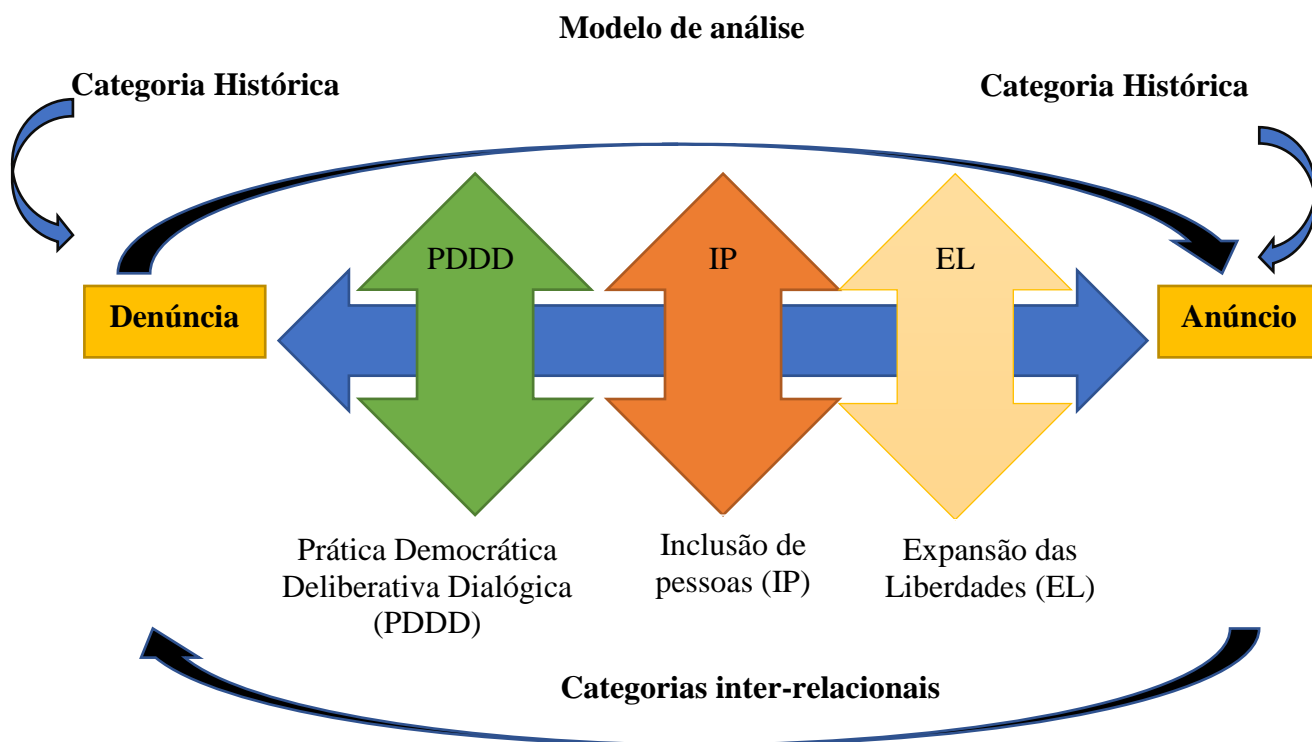 Modelo de análise
Categoria Histórica
Categoria Histórica
PDDD
IP
EL
Denúncia
Anúncio
Prática Democrática
Deliberativa Dialógica
(PDDD)
Inclusão de
pessoas (IP)
Expansão das
Liberdades (EL)
Categorias inter-relacionais